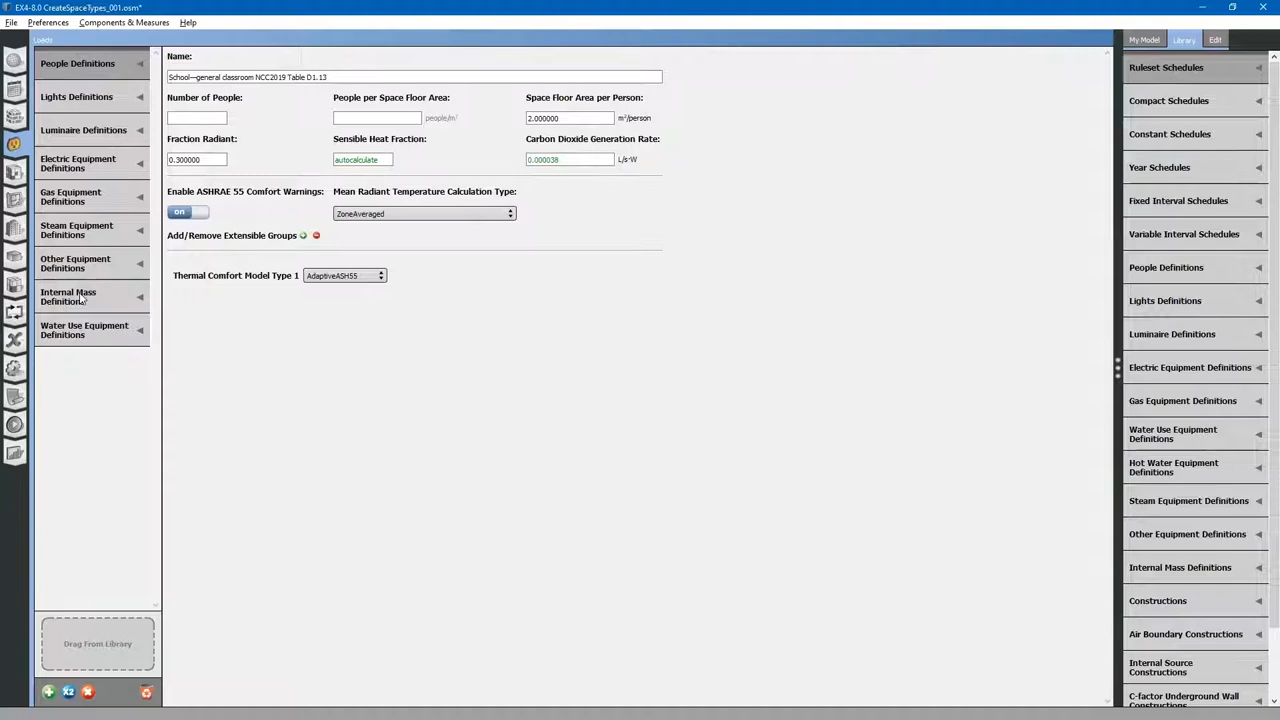 EX4-8.0 CreateSpaceTypes_001.osm*
File Preferences Components & Measures Help
Loads
My Model Library Edit
People Definitions
Lights Definitions
Luminaire Definitions
Electric Equipment
Definitions
Gas Equipment
Definitions
Steam Equipment
Definitions
Other Equipment
Definitions
Internal Mass
Definitions
Water Use Equipment
Definitions
Drag From Library
X2
Name:
School—general classroom NCC2019 Table D1.13
Number of People: People per Space Floor Area: Space Floor Area per Person:
people/m² 2.000000 m²/person
Fraction Radiant: Sensible Heat Fraction: Carbon Dioxide Generation Rate:
0.300000 autocalculate 0.000038 L/s·W
Enable ASHRAE 55 Comfort Warnings: Mean Radiant Temperature Calculation Type:
on ZoneAveraged
Add/Remove Extensible Groups
Thermal Comfort Model Type 1 AdaptiveASH55
Ruleset Schedules
Compact Schedules
Constant Schedules
Year Schedules
Fixed Interval Schedules
Variable Interval Schedules
People Definitions
Lights Definitions
Luminaire Definitions
Electric Equipment Definitions
Gas Equipment Definitions
Water Use Equipment
Definitions
Hot Water Equipment
Definitions
Steam Equipment Definitions
Other Equipment Definitions
Internal Mass Definitions
Constructions
Air Boundary Constructions
Internal Source
Constructions
C-factor Underground Wall
Constructions